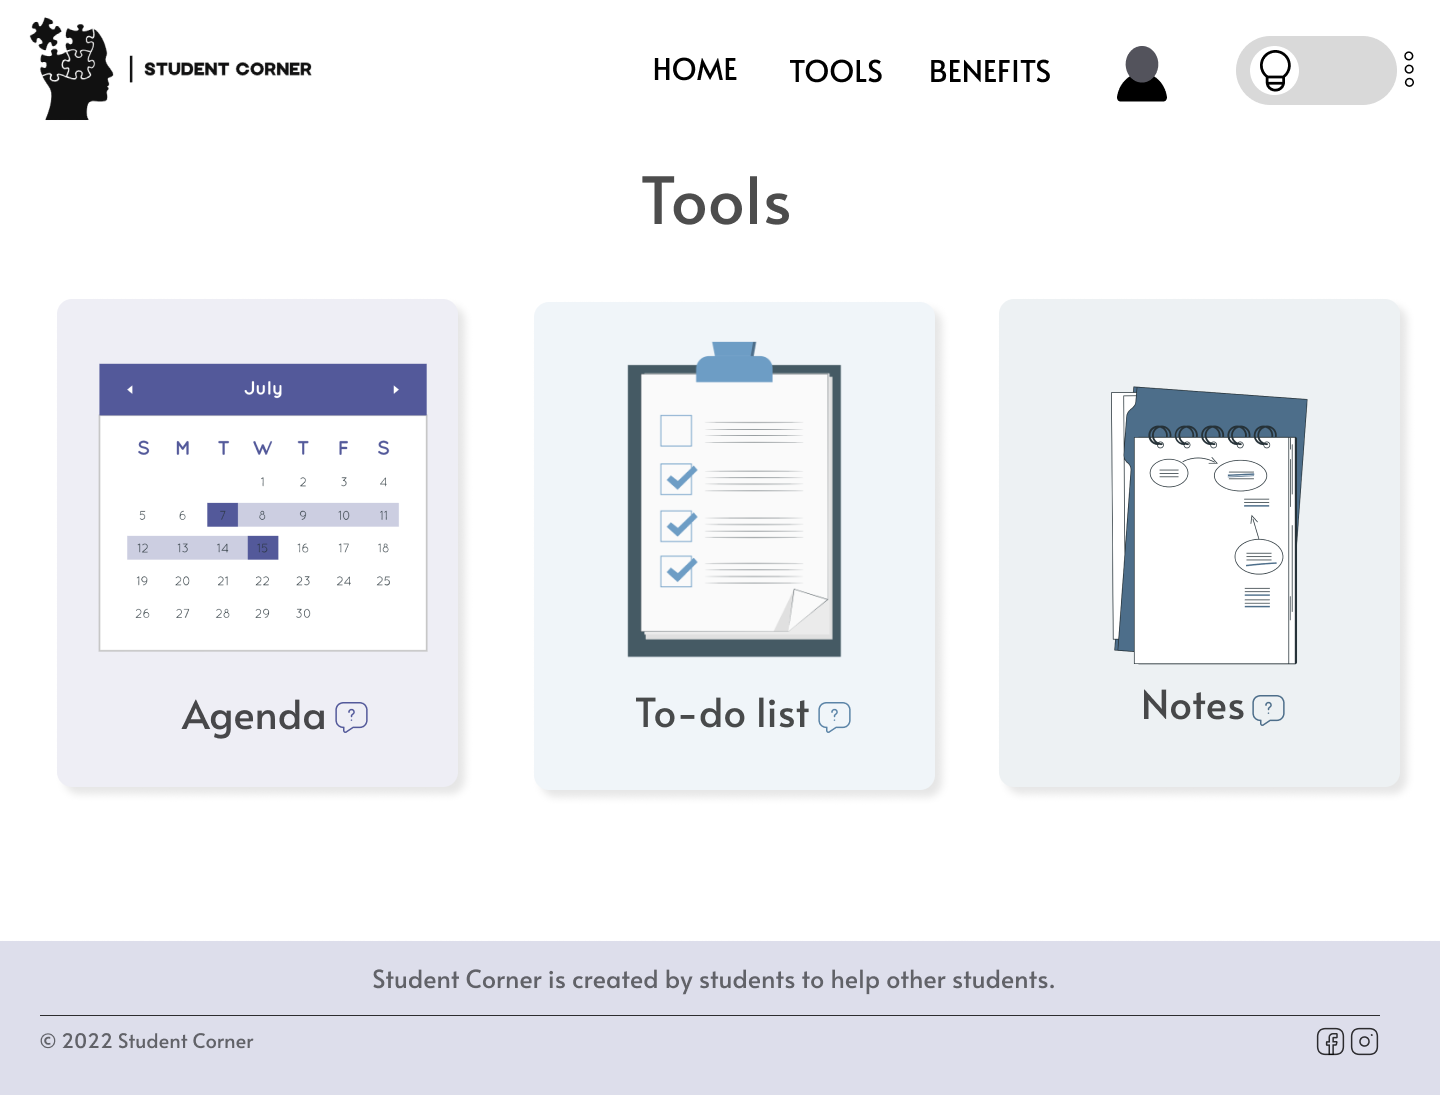 STUDENT CORNER
HOME TOOLS BENEFITS
Tools
July
S M T W T F S
1 2 3 4
5 6 7 8 9 10 11
12 13 14 15 16 17 18
19 20 21 22 23 24 25
26 27 28 29 30
Agenda ?
To-do list ?
Notes ?
Student Corner is created by students to help other students.
© 2022 Student Corner